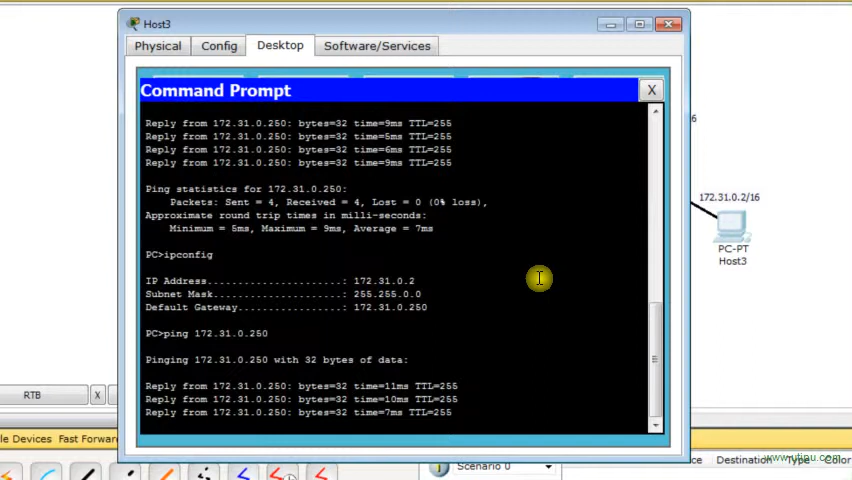 Host3
Physical
Config
Desktop
Software/Services
Command Prompt
X
Reply from 172.31.0.250: bytes=32 time=9ms TTL=255
Reply from 172.31.0.250: bytes=32 time=5ms TTL=255
Reply from 172.31.0.250: bytes=32 time=6ms TTL=255
Reply from 172.31.0.250: bytes=32 time=9ms TTL=255
Ping statistics for 172.31.0.250:
Packets: Sent = 4, Received = 4, Lost = 0 (0% loss),
Approximate round trip times in milli-seconds:
Minimum = 5ms, Maximum = 9ms, Average = 7ms
PC>ipconfig
IP Address......................: 172.31.0.2
Subnet Mask.....................: 255.255.0.0
Default Gateway.................: 172.31.0.250
PC>ping 172.31.0.250
Pinging 172.31.0.250 with 32 bytes of data:
Reply from 172.31.0.250: bytes=32 time=11ms TTL=255
Reply from 172.31.0.250: bytes=32 time=10ms TTL=255
Reply from 172.31.0.250: bytes=32 time=7ms TTL=255
6
172.31.0.2/16
PC-PT
Host3
RTB
X
le Devices Fast Forward
Scenario 0
ce Destination Type Color